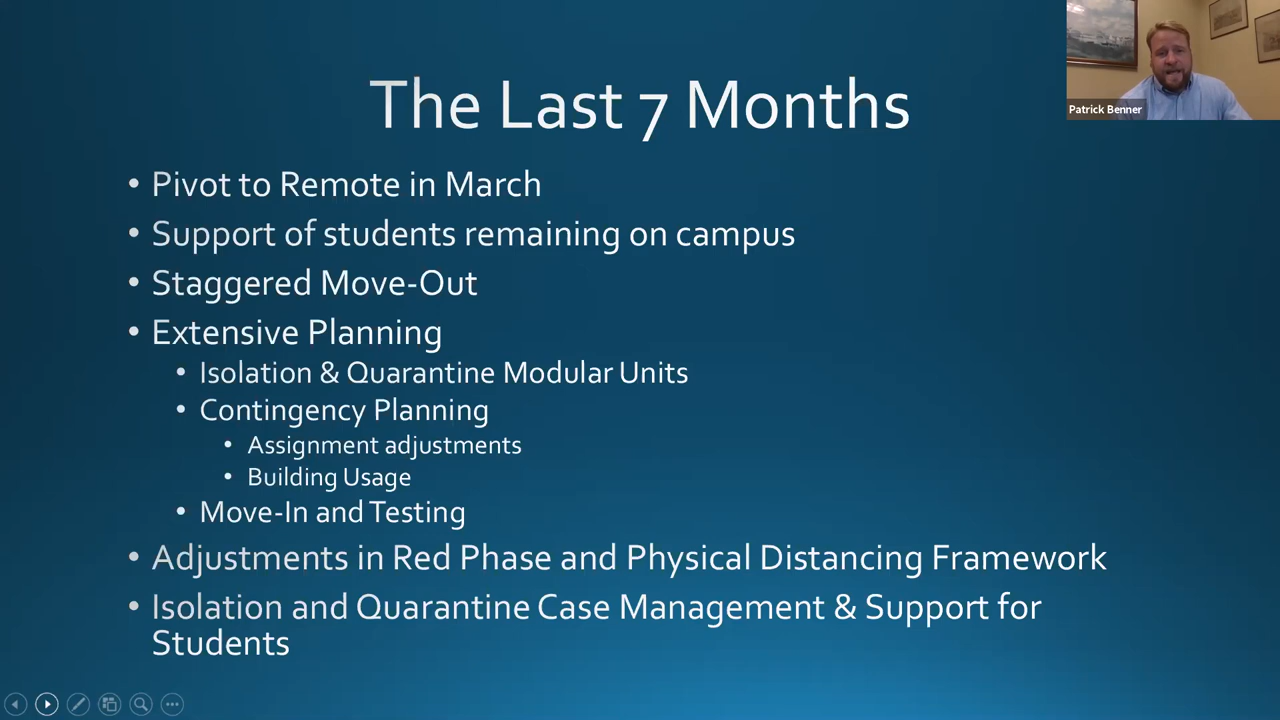 The Last 7 Months
Patrick Benner
• Pivot to Remote in March
• Support of students remaining on campus
• Staggered Move-Out
• Extensive Planning
• Isolation & Quarantine Modular Units
• Contingency Planning
• Assignment adjustments
• Building Usage
• Move-In and Testing
• Adjustments in Red Phase and Physical Distancing Framework
• Isolation and Quarantine Case Management & Support for
Students